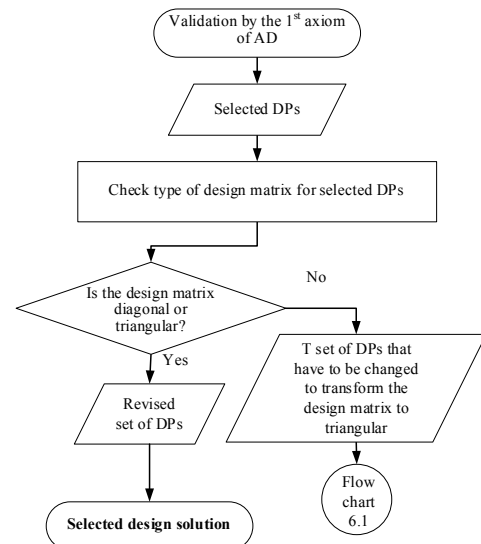 Validation by the 1st axiom
of AD
Selected DPs
Check type of design matrix for selected DPs
Is the design matrix
diagonal or
triangular?
No
Yes
T set of DPs that
have to be changed
to transform the
design matrix to
triangular
Revised
set of DPs
Flow
chart
6.1
Selected design solution